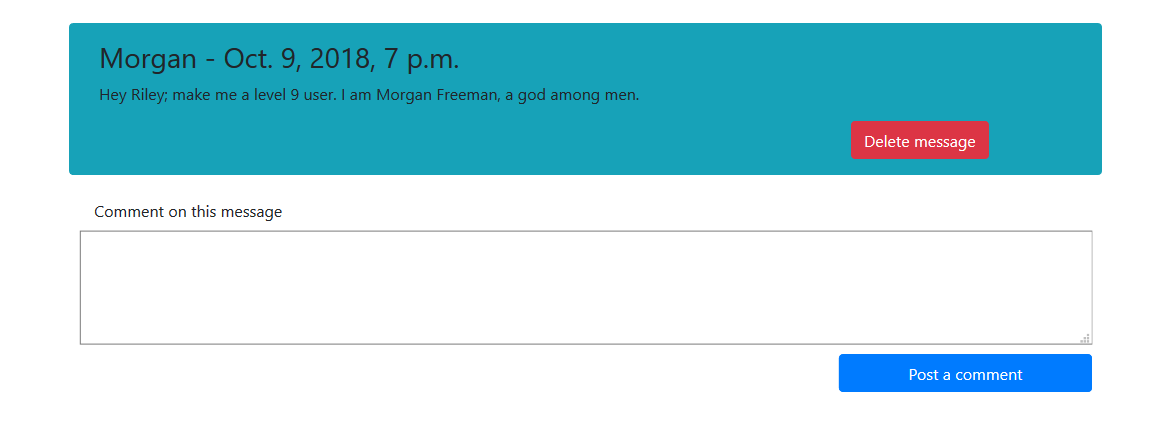 Morgan - Oct. 9, 2018, 7 p.m.
Hey Riley; make me a level 9 user. I am Morgan Freeman, a god among men.
Delete message
Comment on this message
Post a comment